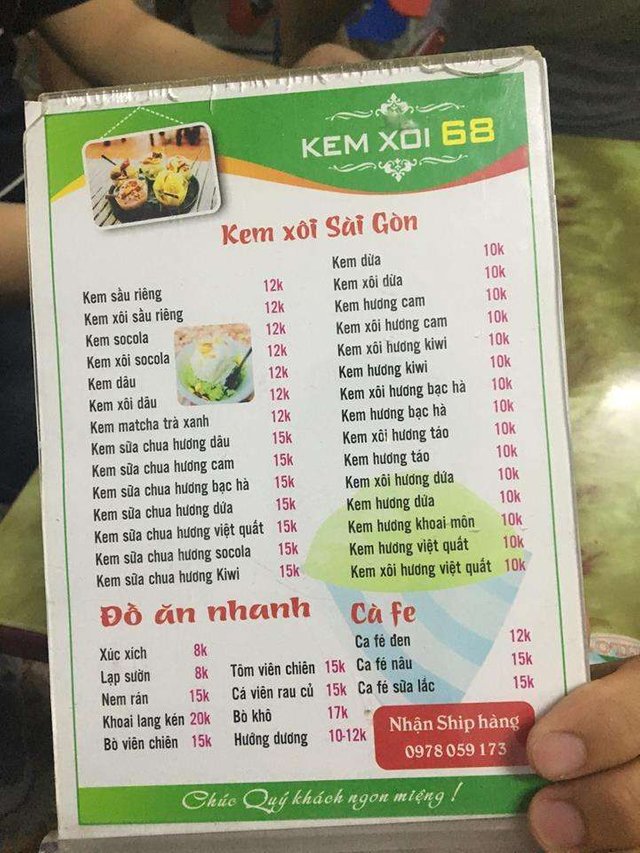 KEM XÔI 68
Kem xôi Sài Gòn
Kem sầu riêng 12k
Kem xôi sầu riêng 12k
Kem socola 12k
Kem xôi socola 12k
Kem dâu 12k
Kem xôi dâu 12k
Kem matcha trà xanh 12k
Kem sữa chua hương dâu 15k
Kem sữa chua hương cam 15k
Kem sữa chua hương bạc hà 15k
Kem sữa chua hương dứa 15k
Kem sữa chua hương việt quất 15k
Kem sữa chua hương socola 15k
Kem sữa chua hương Kiwi 15k
Kem dừa 10k
Kem xôi dừa 10k
Kem hương cam 10k
Kem xôi hương cam 10k
Kem xôi hương kiwi 10k
Kem hương kiwi 10k
Kem xôi hương bạc hà 10k
Kem hương bạc hà 10k
Kem xôi hương táo 10k
Kem hương táo 10k
Kem xôi hương dứa 10k
Kem hương dứa 10k
Kem hương khoai môn 10k
Kem hương việt quất 10k
Kem xôi hương việt quất 10k
Đồ ăn nhanh
Xúc xích 8k
Lạp sườn 8k
Nem rán 15k
Khoai lang kén 20k
Bò viên chiên 15k
Tôm viên chiên 15k
Cá viên rau củ 15k
Bò khô 17k
Hướng dương 10-12k
Cà fe
Ca fé đen 12k
Ca fé nâu 15k
Ca fé sữa lắc 15k
Nhận Ship hàng
0978 059 173
Chúc Quý khách ngon miệng !